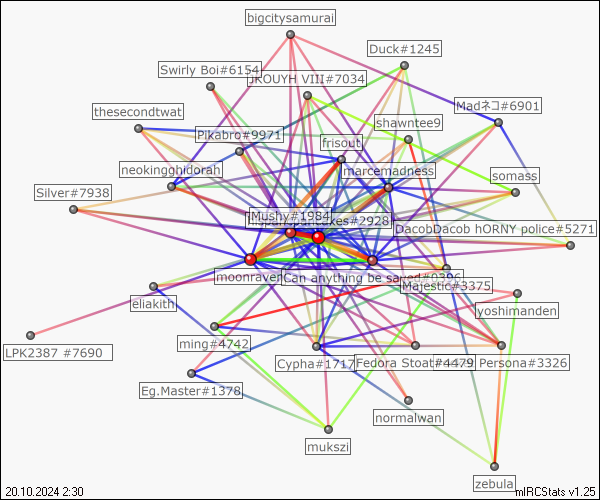 bigcitysamurai
Duck#1245
Swirly Boi#6154
JKOUYH VIII#7034
thesecondtwat
Madネコ#6901
shawntee9
Pikabro#9971
frisout
marcemadness
neokingghidorah
somass
Silver#7938
Mushy#1984
#2928
DacobDacob hORNY police#5271
moonraven
Can anything be saved#0396
Majestic#3375
eliakith
yoshimanden
LPK2387 #7690
ming#4742
Cypha#1717
Fedora Stoat#4479
Persona#3326
Eg.Master#1378
normalwan
mukszi
zebula
20.10.2024 2:30
mIRCStats v1.25